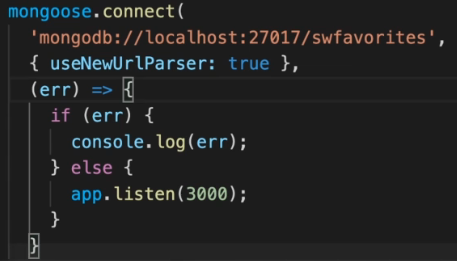 mongoose.connect(
  'mongodb://localhost:27017/swfavorites',
  { useNewUrlParser: true },
  (err) => {
    if (err) {
      console.log(err);
    } else {
      app.listen(3000);
    }
  }